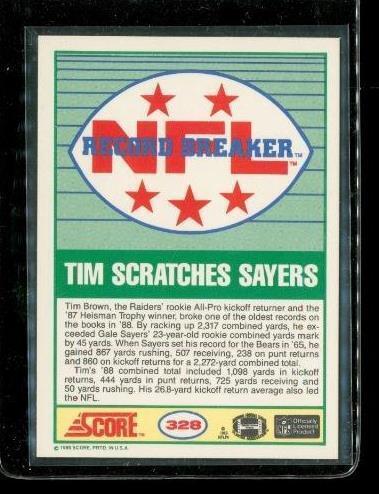 NFL
RECORD BREAKER™
TIM SCRATCHES SAYERS
Tim Brown, the Raiders' rookie All-Pro kickoff returner and the
'87 Heisman Trophy winner, broke one of the oldest records on
the books in '88. By racking up 2,317 combined yards, he ex-
ceeded Gale Sayers' 23-year-old rookie combined yards mark
by 45 yards. When Sayers set his record for the Bears in '65, he
gained 867 yards rushing, 507 receiving, 238 on punt returns
and 860 on kickoff returns for a 2,272-yard combined total.
Tim's '88 combined total included 1,098 yards in kickoff
returns, 444 yards in punt returns, 725 yards receiving and
50 yards rushing. His 26.8-yard kickoff return average also led
the NFL.
SCORE™
328
Officially
Licensed
Product
© 1989 SCORE, PRTD. IN U.S.A.